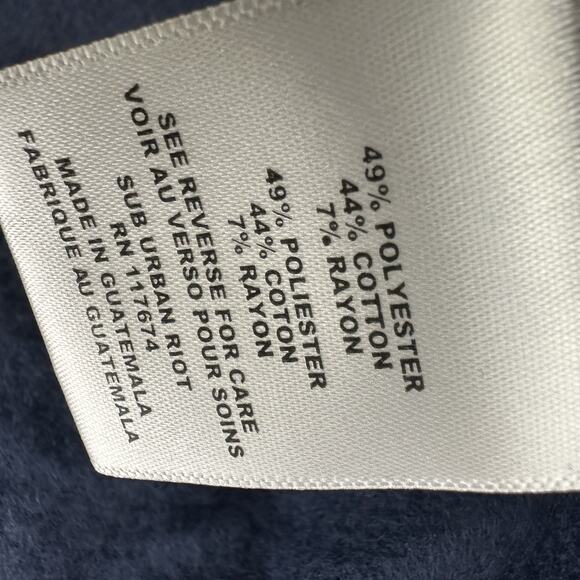 49% POLYESTER
44% COTTON
7% RAYON
49% POLIESTER
44% COTON
7% RAYON
SEE REVERSE FOR CARE
VOIR AU VERSO POUR SOINS
SUB URBAN RIOT
RN 117674
MADE IN GUATEMALA
FABRIQUE AU GUATEMALA